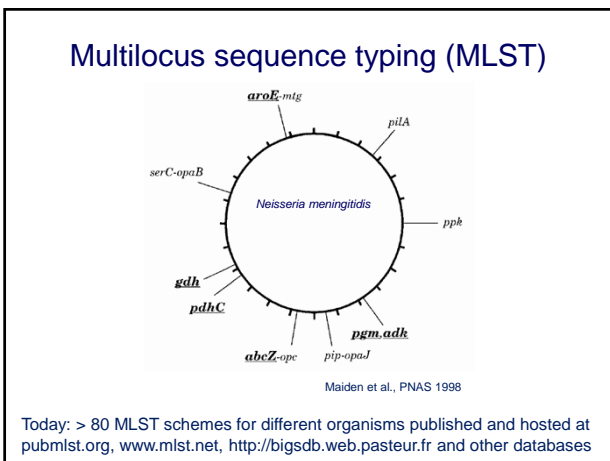 Multilocus sequence typing (MLST)
aroE-mtg
pilA
serC-opaB
Neisseria meningitidis
ppk
gdh
pdhC
pgm,adk
abcZ-opc
pip-opaJ
Maiden et al., PNAS 1998
Today: > 80 MLST schemes for different organisms published and hosted at
pubmlst.org, www.mlst.net, http://bigsdb.web.pasteur.fr and other databases